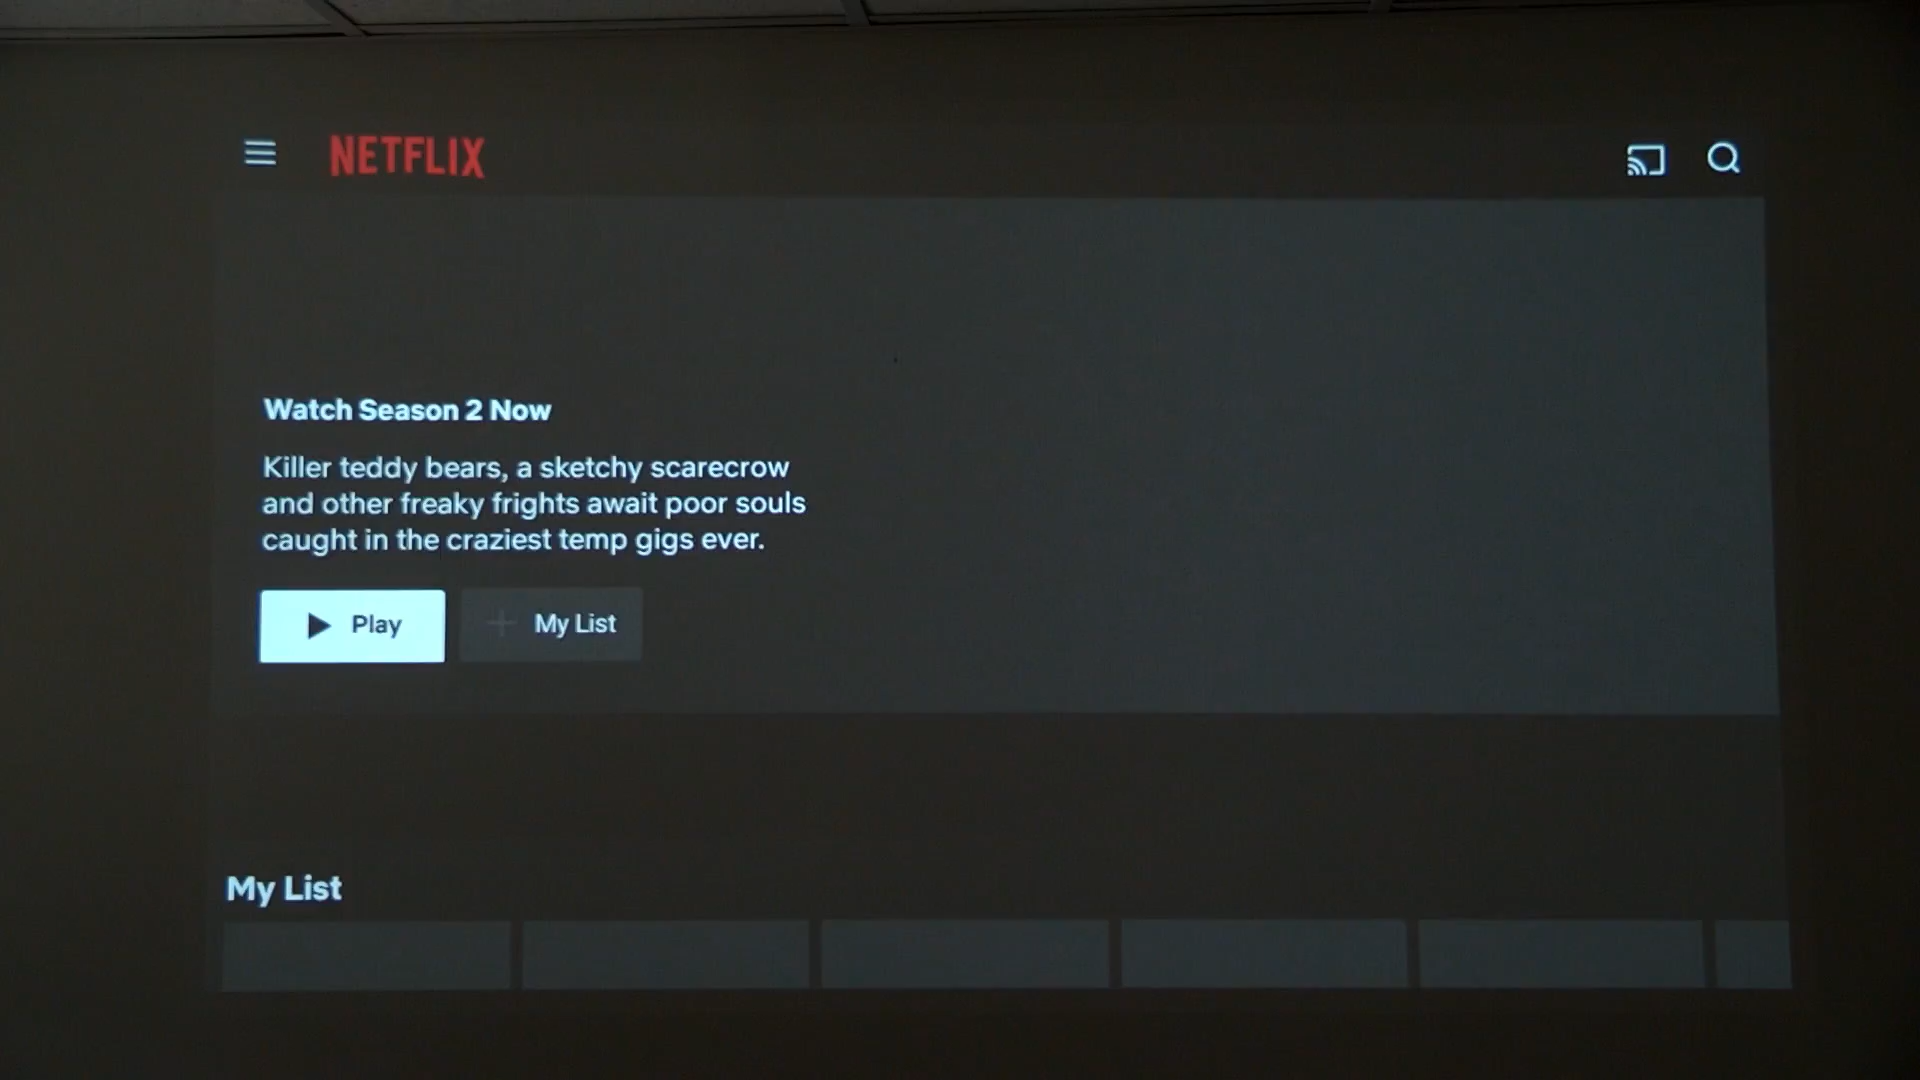 NETFLIX
Watch Season 2 Now
Killer teddy bears, a sketchy scarecrow
and other freaky frights await poor souls
caught in the craziest temp gigs ever.
Play
My List
My List